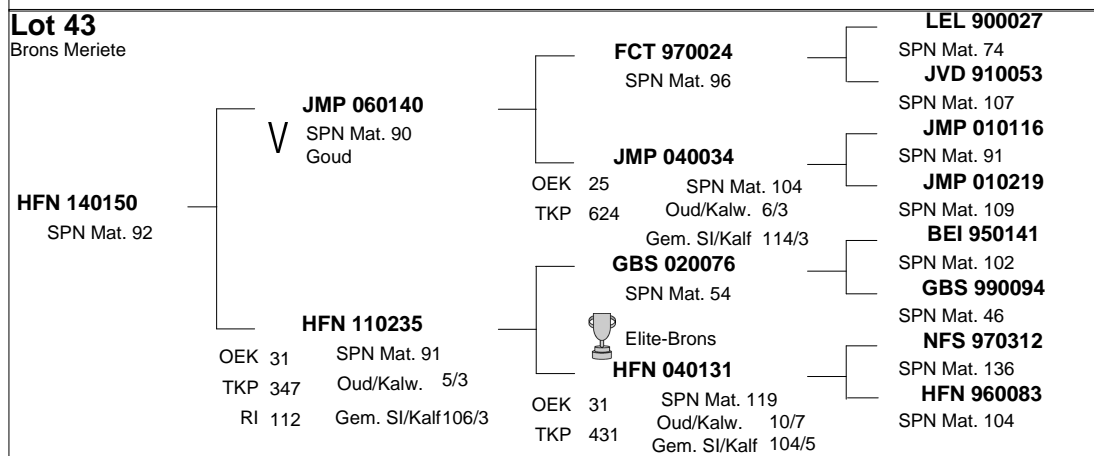 Lot 43
Brons Meriete
HFN 140150
SPN Mat. 92
JMP 060140
V
SPN Mat. 90
Goud
HFN 110235
OEK 31 SPN Mat. 91
TKP 347 Oud/Kalw. 5/3
RI 112 Gem. SI/Kalf 106/3
FCT 970024
SPN Mat. 96
JMP 040034
OEK 25 SPN Mat. 104
TKP 624 Oud/Kalw. 6/3
Gem. SI/Kalf 114/3
GBS 020076
SPN Mat. 54
Elite-Brons
HFN 040131
OEK 31 SPN Mat. 119
Oud/Kalw. 10/7
TKP 431
Gem. SI/Kalf 104/5
LEL 900027
SPN Mat. 74
JVD 910053
SPN Mat. 107
JMP 010116
SPN Mat. 91
JMP 010219
SPN Mat. 109
BEI 950141
SPN Mat. 102
GBS 990094
SPN Mat. 46
NFS 970312
SPN Mat. 136
HFN 960083
SPN Mat. 104